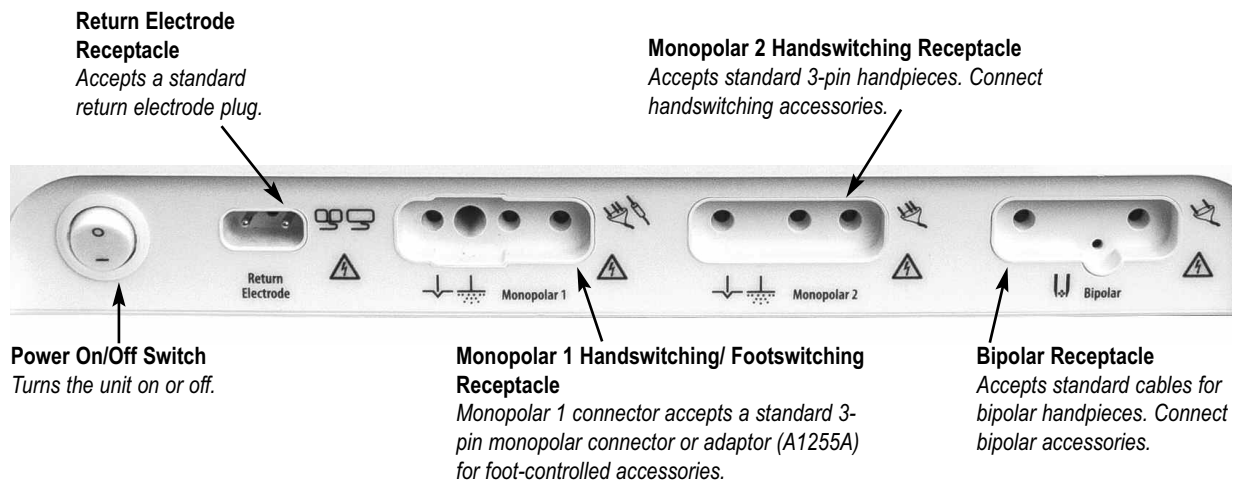 Return Electrode
Receptacle
Accepts a standard
return electrode plug.
Monopolar 2 Handswitching Receptacle
Accepts standard 3-pin handpieces. Connect
handswitching accessories.
Return
Electrode
Monopolar 1
Monopolar 2
Bipolar
Power On/Off Switch
Turns the unit on or off.
Monopolar 1 Handswitching/ Footswitching
Receptacle
Monopolar 1 connector accepts a standard 3-
pin monopolar connector or adaptor (A1255A)
for foot-controlled accessories.
Bipolar Receptacle
Accepts standard cables for
bipolar handpieces. Connect
bipolar accessories.